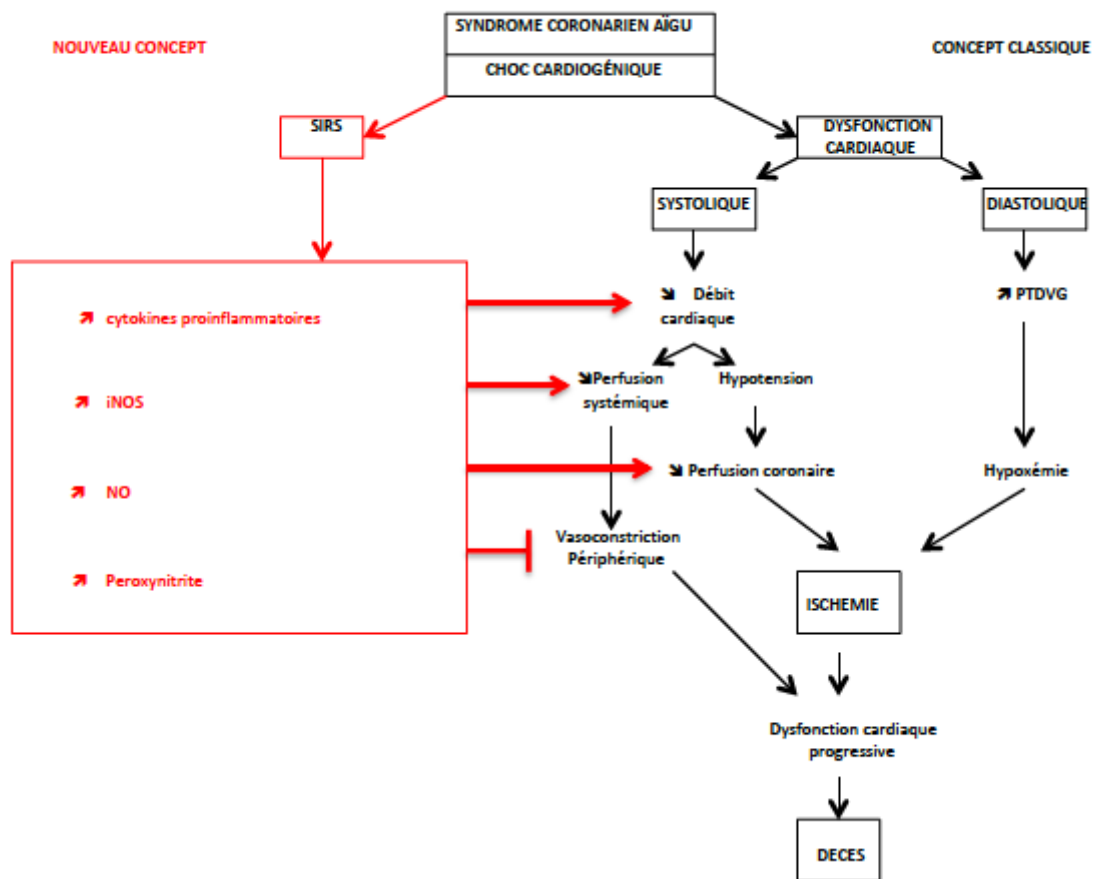 SYNDROME CORONARIEN AÏGU
NOUVEAU CONCEPT
CONCEPT CLASSIQUE
CHOC CARDIOGÉNIQUE
SIRS
DYSFONCTION
CARDIAQUE
SYSTOLIQUE
DIASTOLIQUE
↗ cytokines proinflammatoires
↗ iNOS
↗ NO
↗ Peroxynitrite
↘ Débit
cardiaque
↗ PTDVG
↘Perfusion
systémique
Hypotension
↘ Perfusion coronaire
Hypoxémie
Vasoconstriction
Périphérique
ISCHEMIE
Dysfonction cardiaque
progressive
DECES